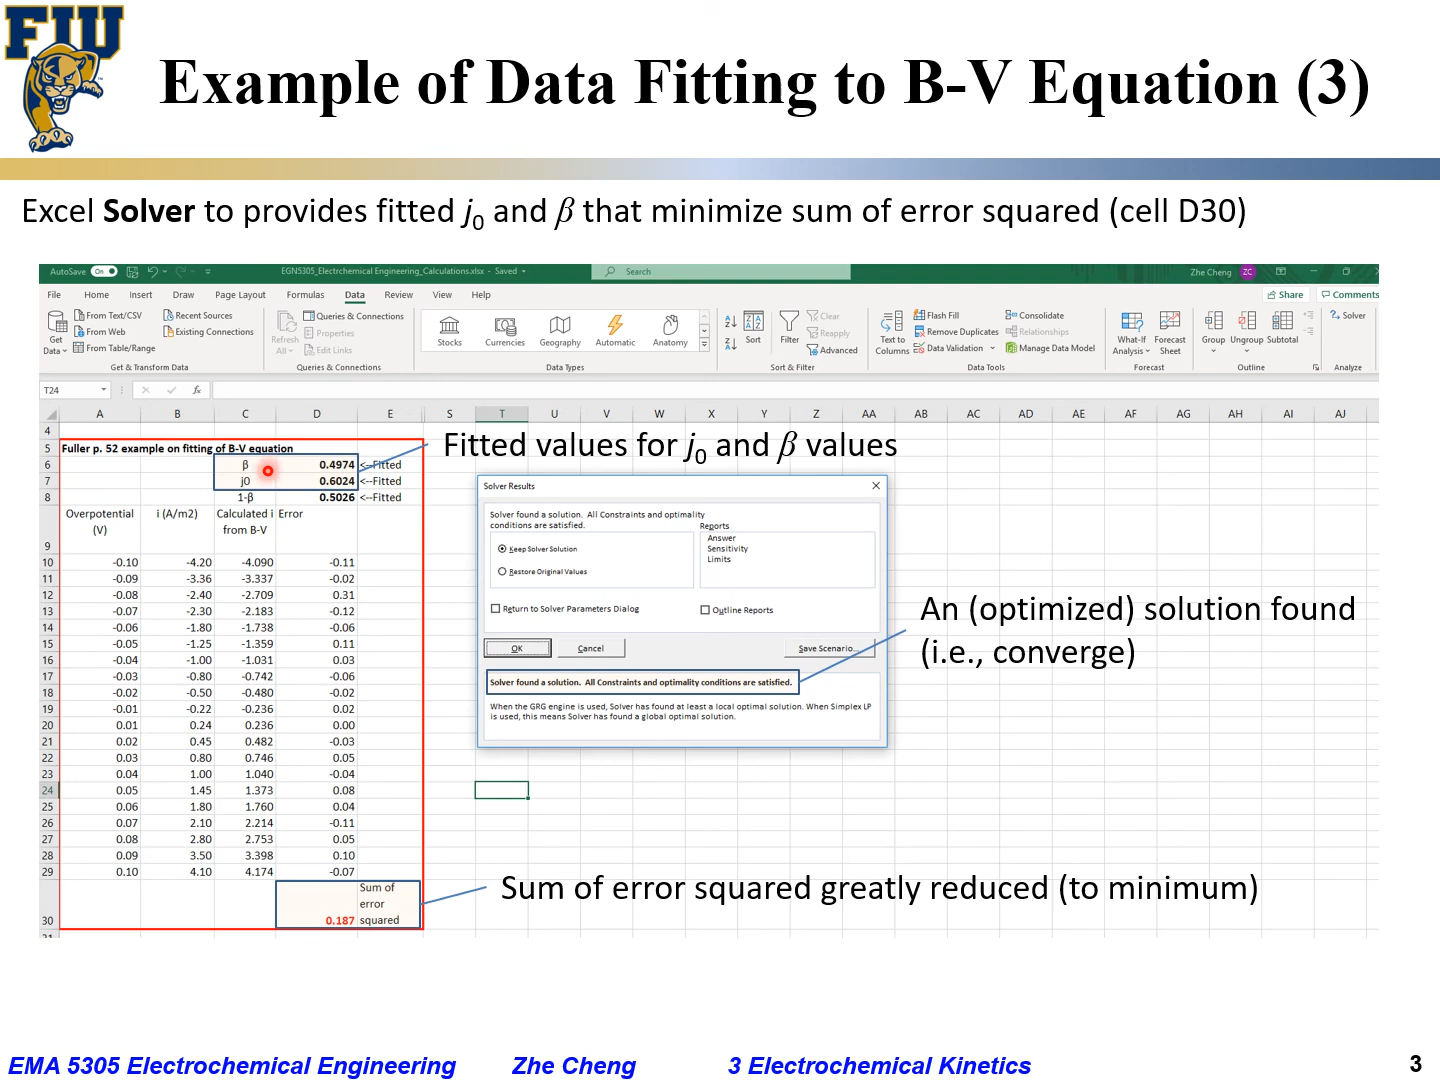 FIU
Example of Data Fitting to B-V Equation (3)
Excel Solver to provides fitted j0 and β that minimize sum of error squared (cell D30)
AutoSave On EGN5305_Electrchemical Engineering_Calculations.xlsx - Saved Search Zhe Cheng ZC
File Home Insert Draw Page Layout Formulas Data Review View Help Share Comments
From Text/CSV Recent Sources Queries & Connections Clear Flash Fill Consolidate Solver
From Web Existing Connections Properties Reapply Remove Duplicates Relationships
From Table/Range Edit Links Advanced Data Validation Manage Data Model
Get Data Refresh All Stocks Currencies Geography Automatic Anatomy Sort Filter Text to Columns What-If Analysis Forecast Sheet Group Ungroup Subtotal
Get & Transform Data Queries & Connections Data Types Sort & Filter Data Tools Forecast Outline Analyze
T24 fx
A B C D E S T U V W X Y Z AA AB AC AD AE AF AG AH AI AJ
4
5 Fuller p. 52 example on fitting of B-V equation
6 β 0.4974 <--Fitted
7 j0 0.6024 <--Fitted
8 1-β 0.5026 <--Fitted
9 Overpotential (V) i (A/m2) Calculated i from B-V Error
10 -0.10 -4.20 -4.090 -0.11
11 -0.09 -3.36 -3.337 -0.02
12 -0.08 -2.40 -2.709 0.31
13 -0.07 -2.30 -2.183 -0.12
14 -0.06 -1.80 -1.738 -0.06
15 -0.05 -1.25 -1.359 0.11
16 -0.04 -1.00 -1.031 0.03
17 -0.03 -0.80 -0.742 -0.06
18 -0.02 -0.50 -0.480 -0.02
19 -0.01 -0.22 -0.236 0.02
20 0.01 0.24 0.236 0.00
21 0.02 0.45 0.482 -0.03
22 0.03 0.80 0.746 0.05
23 0.04 1.00 1.040 -0.04
24 0.05 1.45 1.373 0.08
25 0.06 1.80 1.760 0.04
26 0.07 2.10 2.214 -0.11
27 0.08 2.80 2.753 0.05
28 0.09 3.50 3.398 0.10
29 0.10 4.10 4.174 -0.07
30 0.187 Sum of error squared
Fitted values for j0 and β values
Solver Results
Solver found a solution. All Constraints and optimality
conditions are satisfied.
Reports
Answer
Sensitivity
Limits
Keep Solver Solution
Restore Original Values
Return to Solver Parameters Dialog
Outline Reports
OK Cancel Save Scenario...
Solver found a solution. All Constraints and optimality conditions are satisfied.
When the GRG engine is used, Solver has found at least a local optimal solution. When Simplex LP
is used, this means Solver has found a global optimal solution.
An (optimized) solution found
(i.e., converge)
Sum of error squared greatly reduced (to minimum)
EMA 5305 Electrochemical Engineering Zhe Cheng 3 Electrochemical Kinetics 3